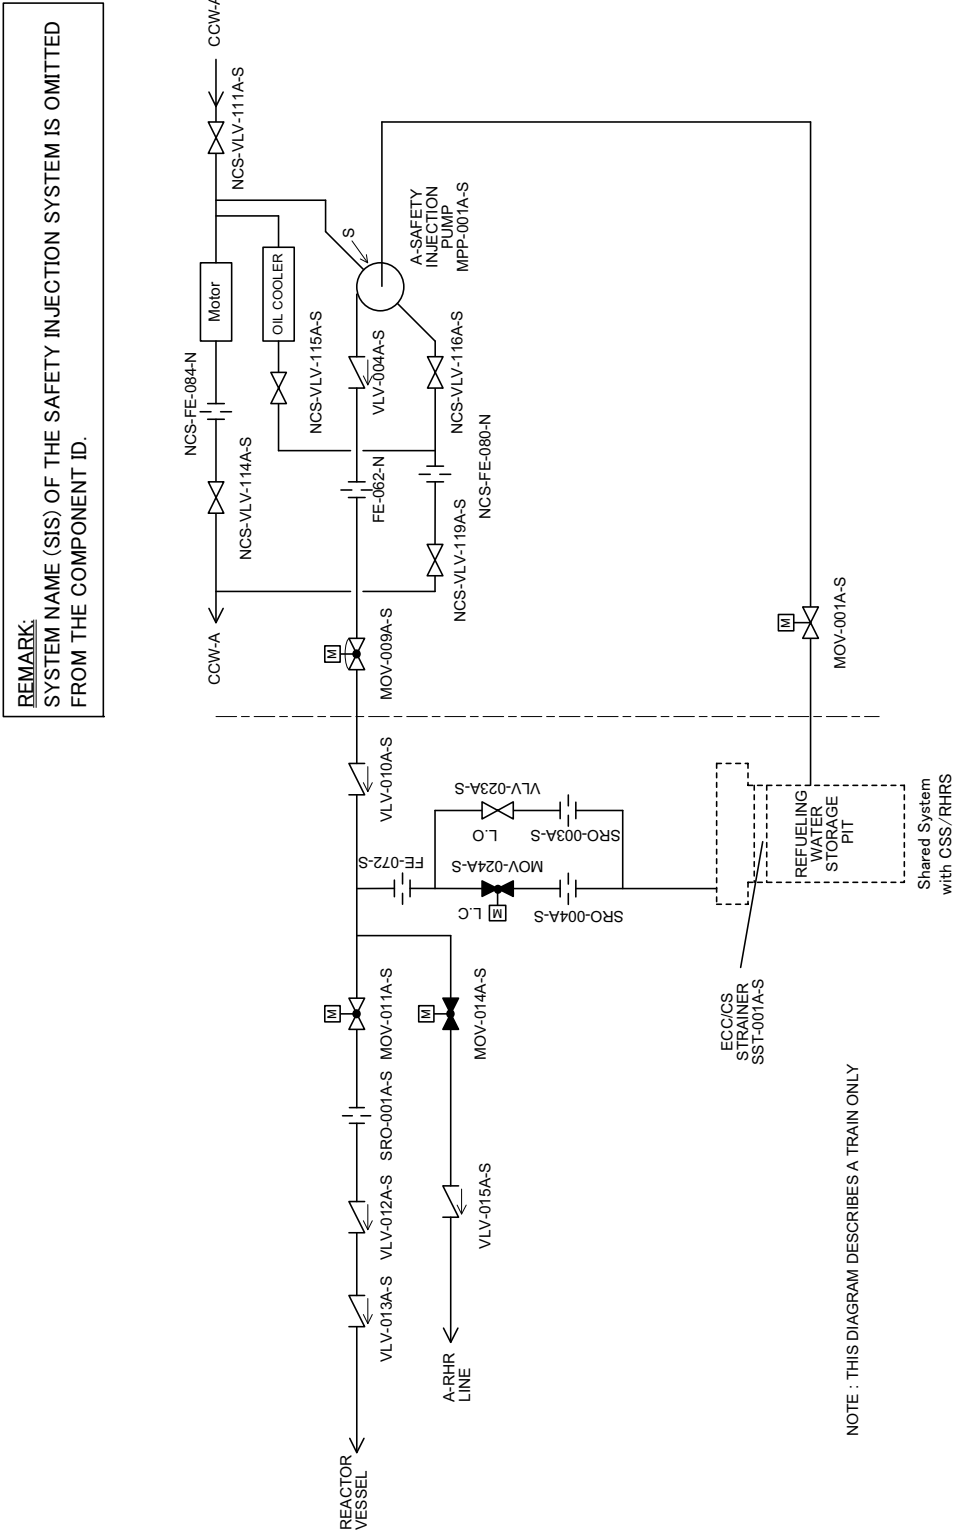 REMARK:
SYSTEM NAME (SIS) OF THE SAFETY INJECTION SYSTEM IS OMITTED
FROM THE COMPONENT ID.
CCW-A
NCS-VLV-114A-S
NCS-FE-084-N
Motor
NCS-VLV-111A-S
CCW-A
OIL COOLER
NCS-VLV-115A-S
S
A-SAFETY
INJECTION
PUMP
MPP-001A-S
REACTOR
VESSEL
VLV-013A-S
VLV-012A-S
SRO-001A-S
MOV-011A-S
M
VLV-010A-S
MOV-009A-S
M
FE-062-N
VLV-004A-S
NCS-VLV-119A-S
NCS-FE-080-N
NCS-VLV-116A-S
A-RHR
LINE
VLV-015A-S
MOV-014A-S
M
FE-072-S
L.O
VLV-023A-S
SRO-003A-S
L.C
M
MOV-024A-S
SRO-004A-S
ECC/CS
STRAINER
SST-001A-S
REFUELING
WATER
STORAGE
PIT
M
MOV-001A-S
Shared System
with CSS/RHRS
NOTE : THIS DIAGRAM DESCRIBES A TRAIN ONLY